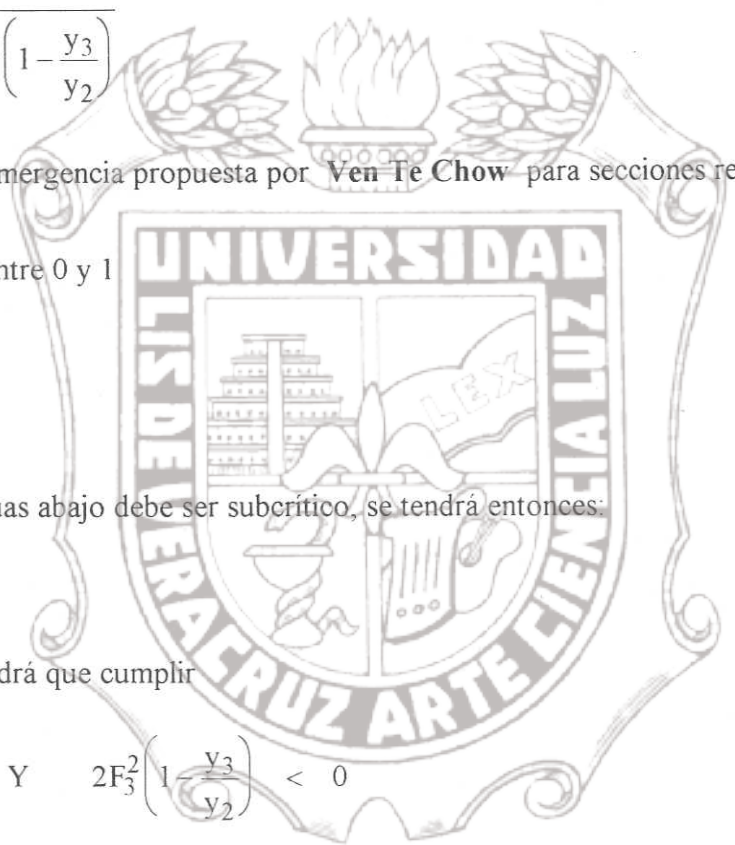 (1 - y₃/y₂)
mergencia propuesta por Ven Te Chow para secciones re
ntre 0 y 1
UNIVERSIDAD
LIS DE VERACRUZ ARTE CIENCIA LUZ
LEX
uas abajo debe ser subcrítico, se tendrá entonces:
drá que cumplir
Y 2F₃²(1 - y₃/y₂) < 0